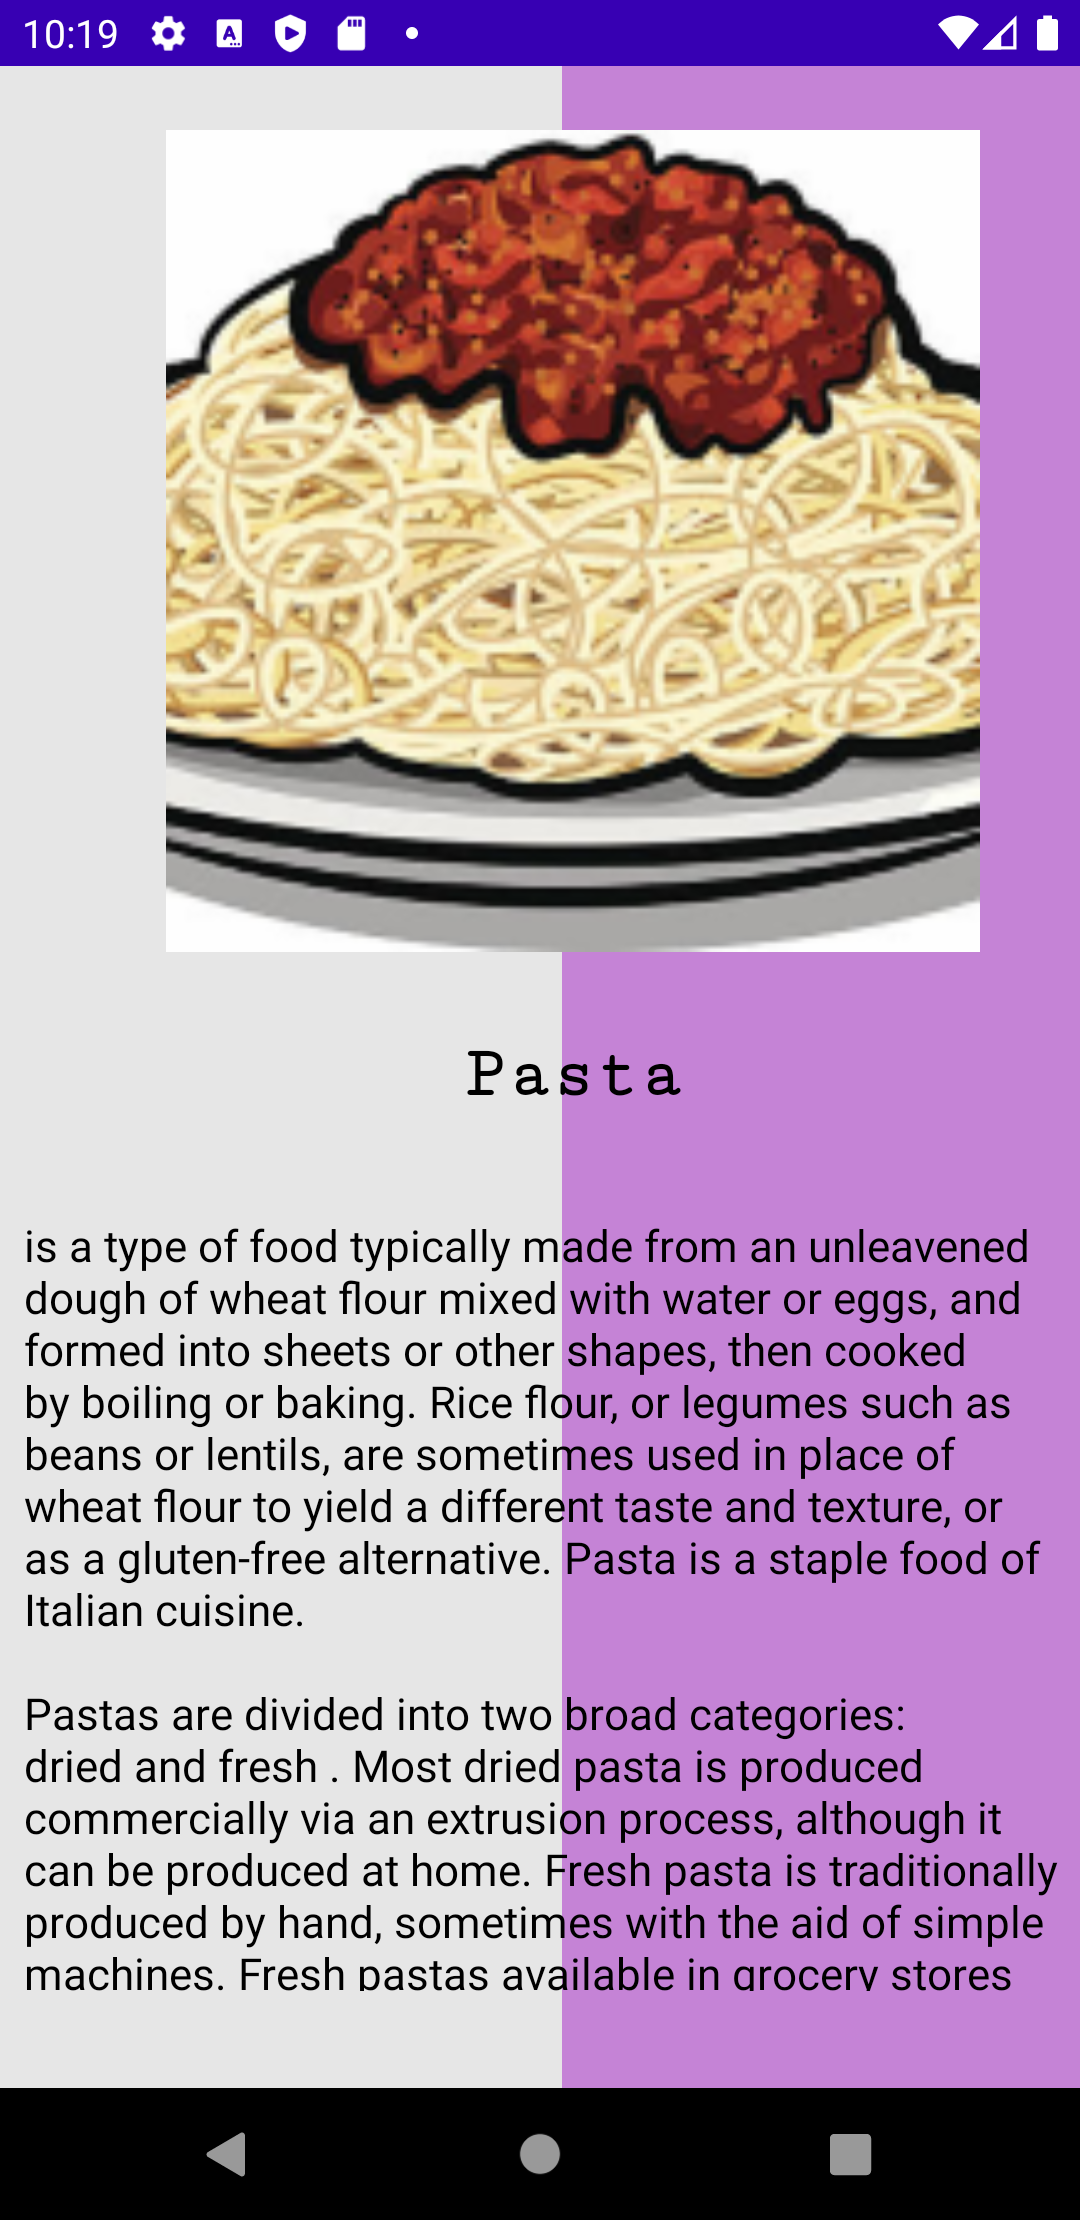 10:19
Pasta
is a type of food typically made from an unleavened
dough of wheat flour mixed with water or eggs, and
formed into sheets or other shapes, then cooked
by boiling or baking. Rice flour, or legumes such as
beans or lentils, are sometimes used in place of
wheat flour to yield a different taste and texture, or
as a gluten-free alternative. Pasta is a staple food of
Italian cuisine.
Pastas are divided into two broad categories:
dried and fresh . Most dried pasta is produced
commercially via an extrusion process, although it
can be produced at home. Fresh pasta is traditionally
produced by hand, sometimes with the aid of simple
machines. Fresh pastas available in grocery stores